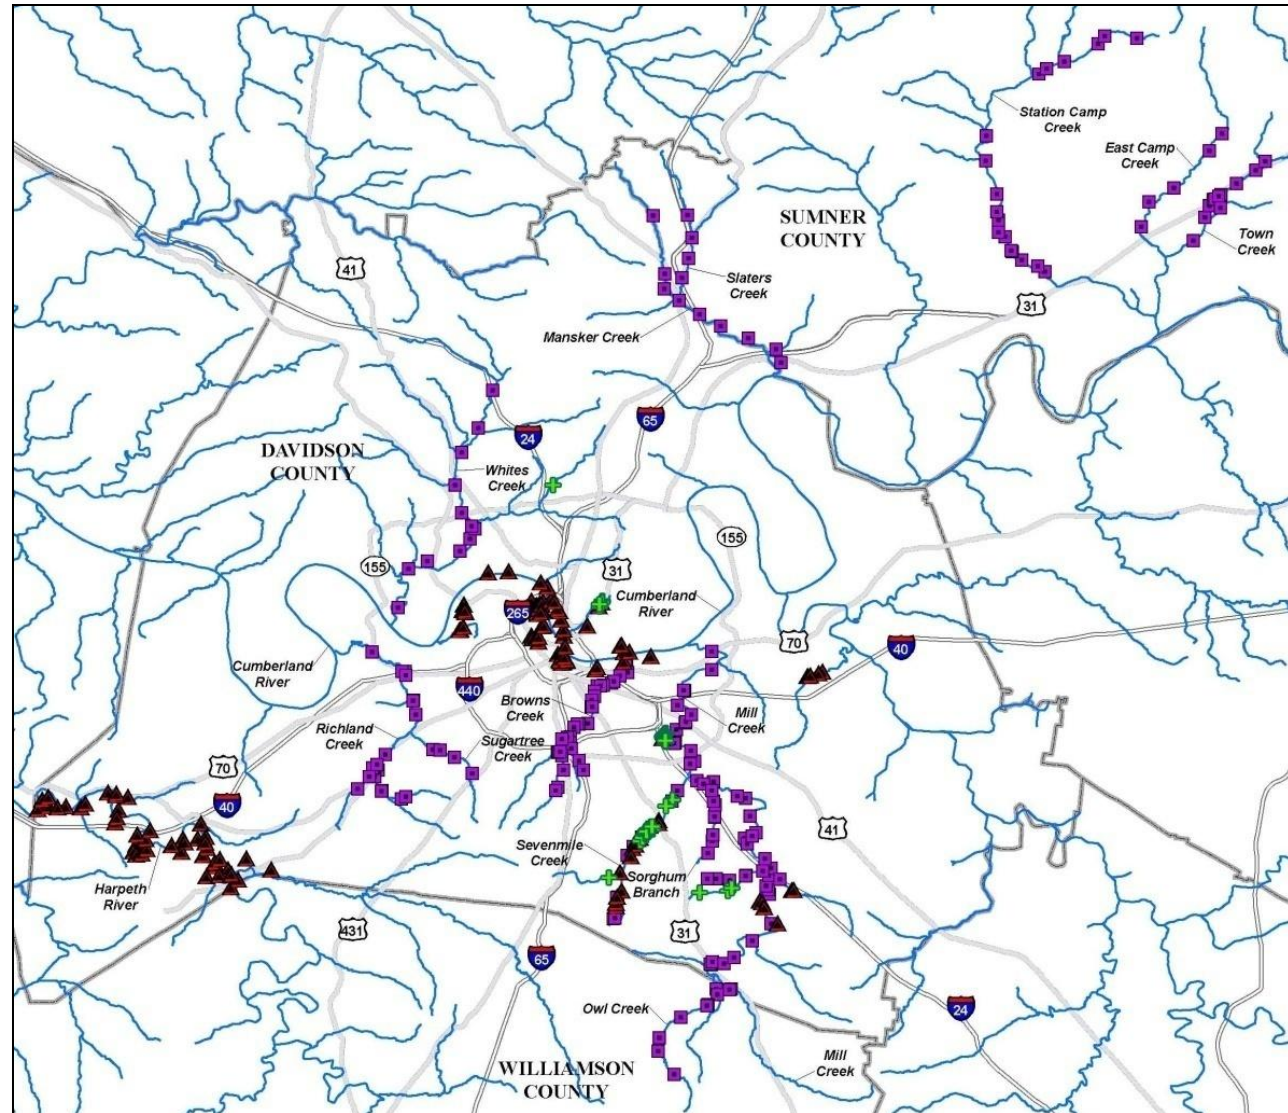 Station Camp
Creek
East Camp
Creek
SUMNER
COUNTY
Town
Creek
41
Slaters
Creek
31
Mansker Creek
65
24
DAVIDSON
COUNTY
Whites
Creek
155
155
31
265
Cumberland
River
70
40
Cumberland
River
440
Browns
Creek
Mill
Creek
Richland
Creek
Sugartree
Creek
70
40
41
Sevenmile
Creek
Sorghum
Branch
Harpeth
River
431
31
65
Owl Creek
24
Mill
Creek
WILLIAMSON
COUNTY